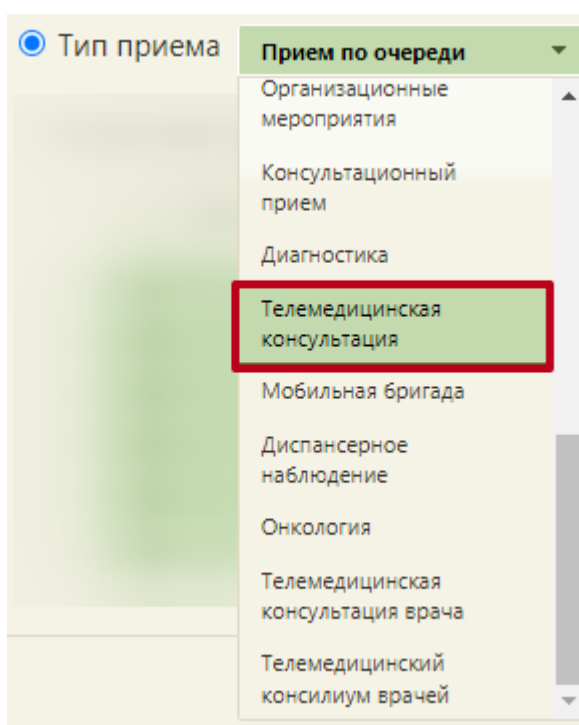 Тип приема
Прием по очереди
Организационные
мероприятия
Консультационный
прием
Диагностика
Телемедицинская
консультация
Мобильная бригада
Диспансерное
наблюдение
Онкология
Телемедицинская
консультация врача
Телемедицинский
консилиум врачей